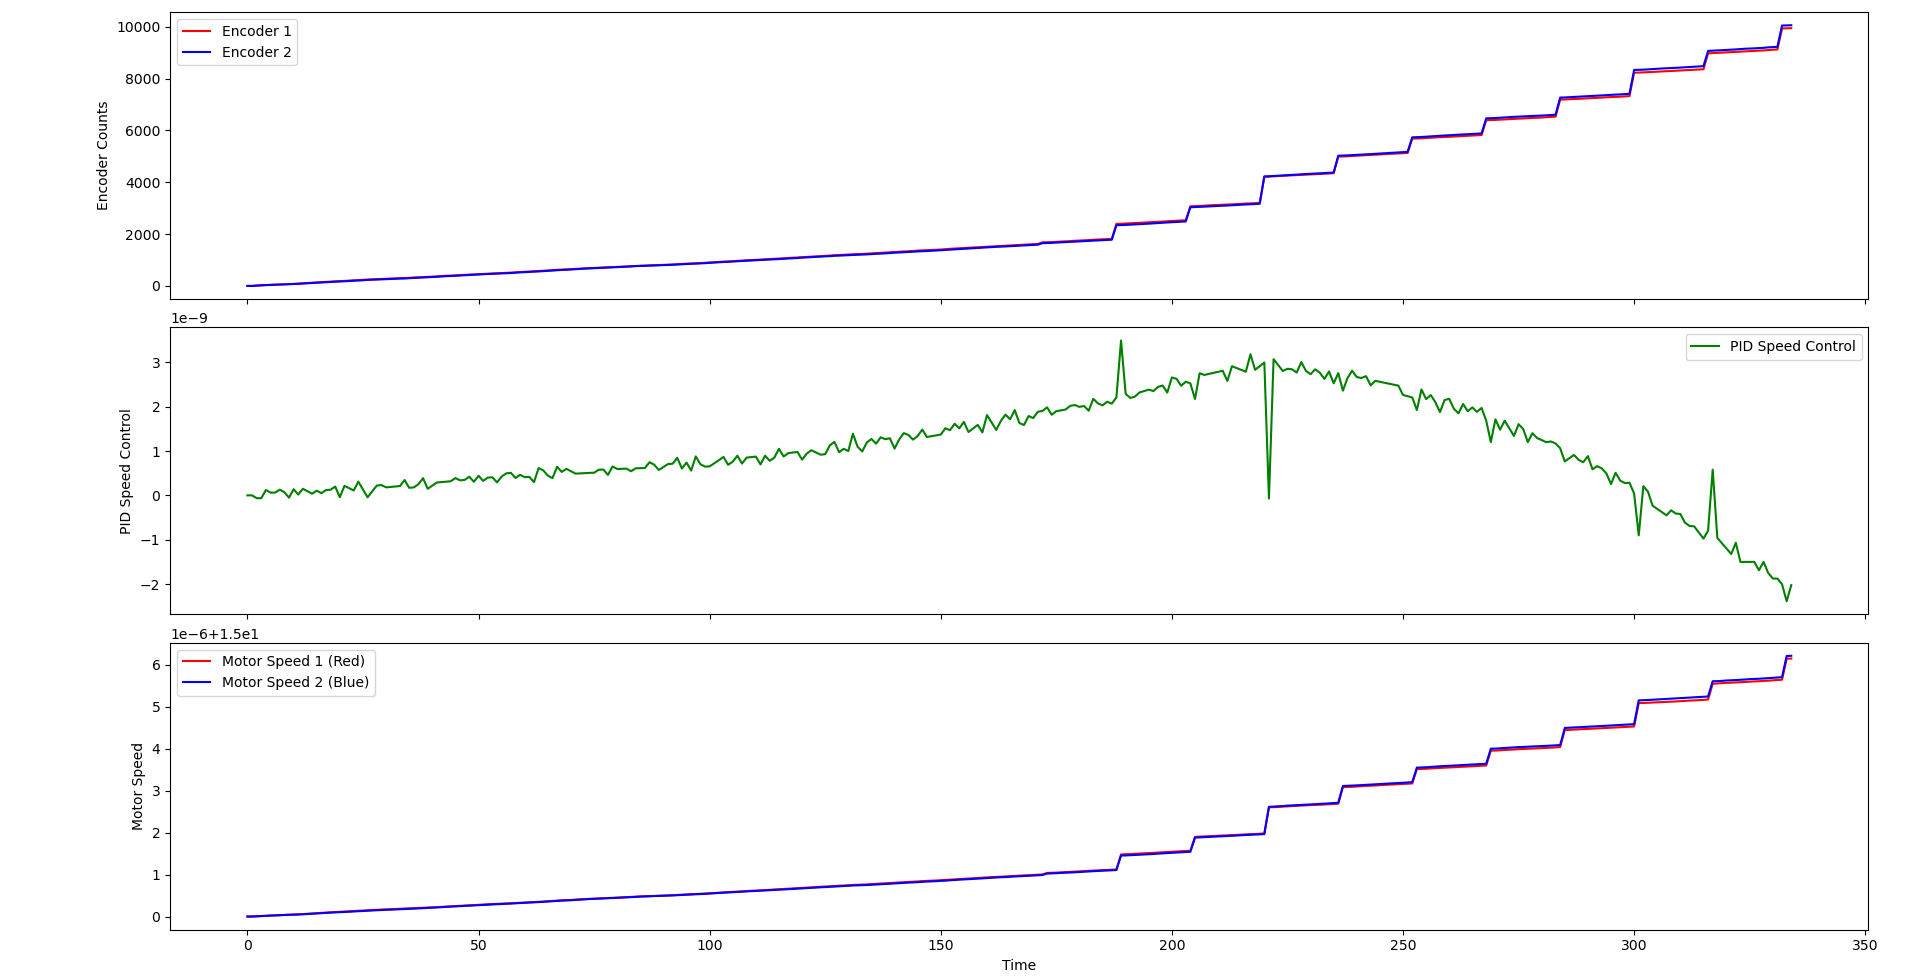 Encoder 1
Encoder 2
10000
8000
6000
4000
2000
0
Encoder Counts
1e−9
PID Speed Control
3
2
1
0
−1
−2
PID Speed Control
1e−6+1.5e1
Motor Speed 1 (Red)
Motor Speed 2 (Blue)
6
5
4
3
2
1
0
Motor Speed
0 50 100 150 200 250 300 350
Time